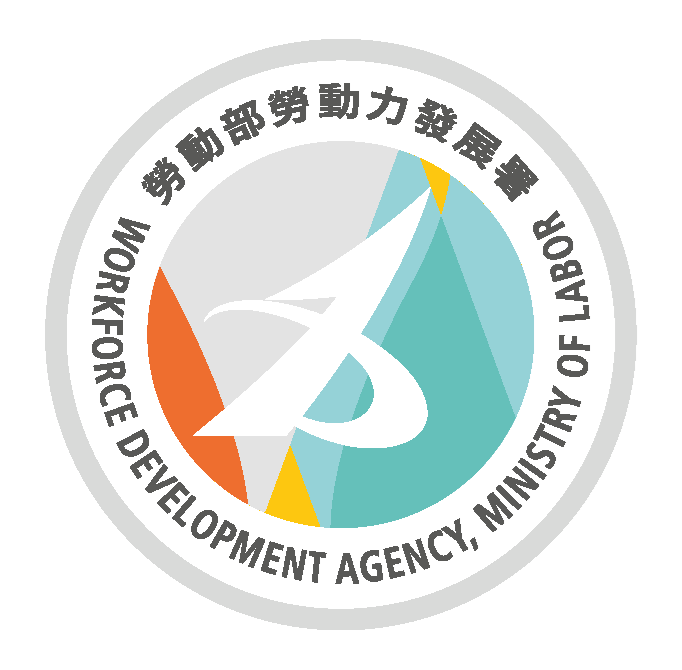 勞動部勞動力發展署
WORKFORCE DEVELOPMENT AGENCY, MINISTRY OF LABOR